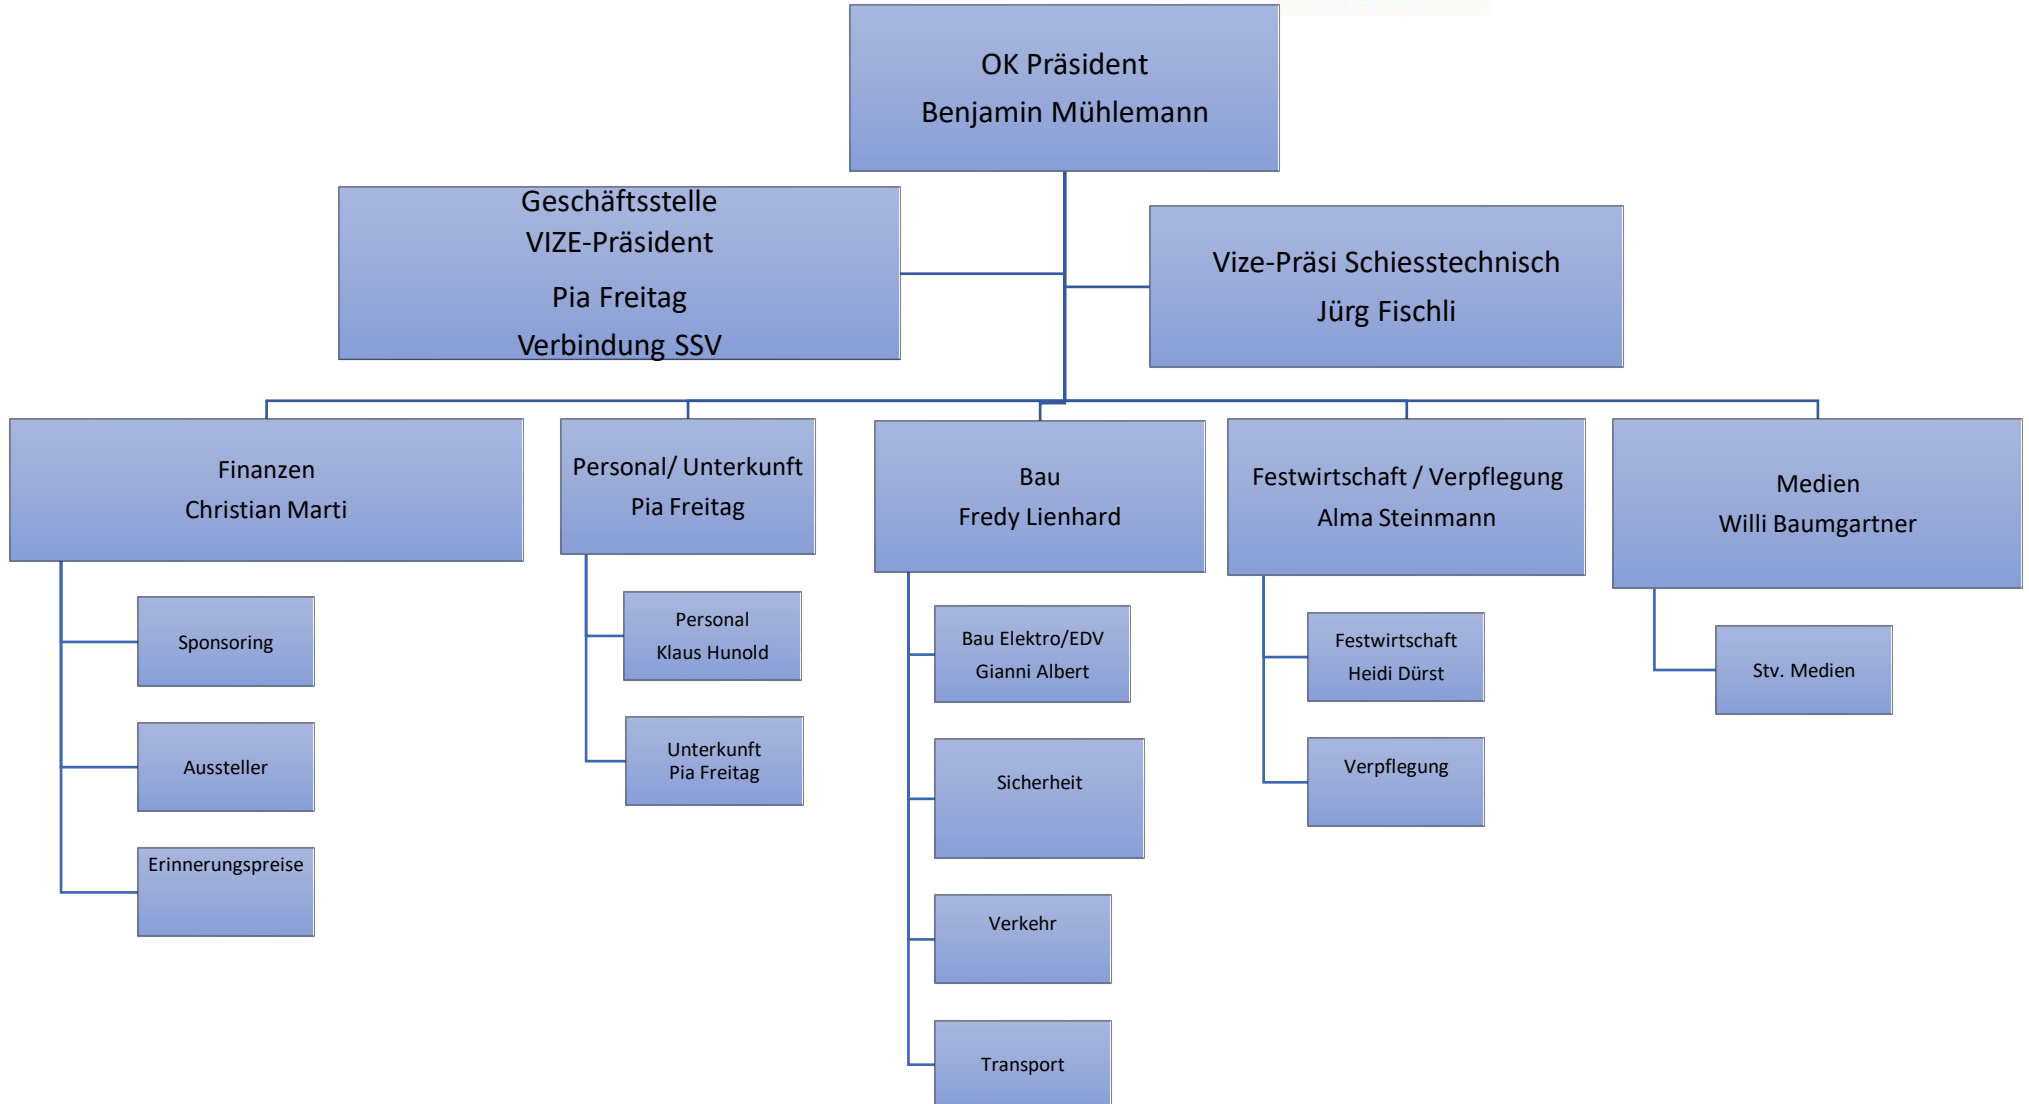 OK Präsident
Benjamin Mühlemann
Geschäftsstelle
VIZE-Präsident
Pia Freitag
Verbindung SSV
Vize-Präsi Schiesstechnisch
Jürg Fischli
Finanzen
Christian Marti
Personal/ Unterkunft
Pia Freitag
Bau
Fredy Lienhard
Festwirtschaft / Verpflegung
Alma Steinmann
Medien
Willi Baumgartner
Sponsoring
Aussteller
Erinnerungspreise
Personal
Klaus Hunold
Unterkunft
Pia Freitag
Bau Elektro/EDV
Gianni Albert
Sicherheit
Verkehr
Transport
Festwirtschaft
Heidi Dürst
Verpflegung
Stv. Medien